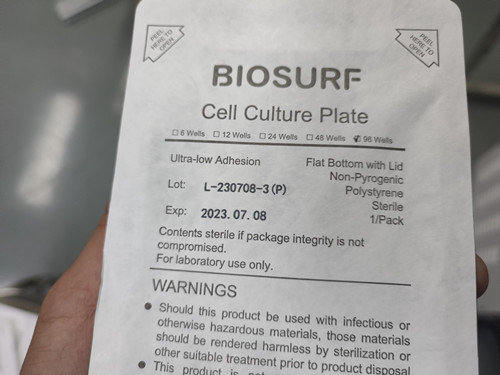 PEEL
HERE TO
OPEN
PEEL
HERE TO
OPEN
BIOSURF
Cell Culture Plate
☐ 6 Wells ☐ 12 Wells ☐ 24 Wells ☐ 48 Wells ☑ 96 Wells
Ultra-low Adhesion
Flat Bottom with Lid
Non-Pyrogenic
Polystyrene
Sterile
1/Pack
Lot: L-230708-3 (P)
Exp: 2023. 07. 08
Contents sterile if package integrity is not
compromised.
For laboratory use only.
WARNINGS
● Should this product be used with infectious or
otherwise hazardous materials, those materials
should be rendered harmless by sterilization or
other suitable treatment prior to product disposal
● This product is